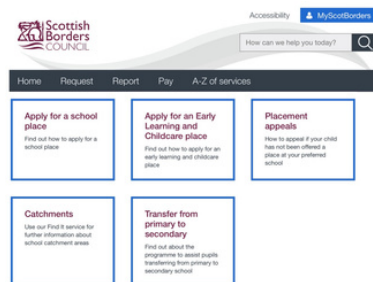 Accessibility
MyScotBorders
Scottish
Borders
COUNCIL
How can we help you today?
Home Request Report Pay A-Z of services
Apply for a school
place
Find out how to apply for a
school place
Apply for an Early
Learning and
Childcare place
Find out how to apply for an
early learning and childcare
place
Placement
appeals
How to appeal if your child
has not been offered a
place at your preferred
school
Catchments
Use our Find It service for
further information about
school catchment areas
Transfer from
primary to
secondary
Find out about the
programme to assist pupils
transferring from primary to
secondary school